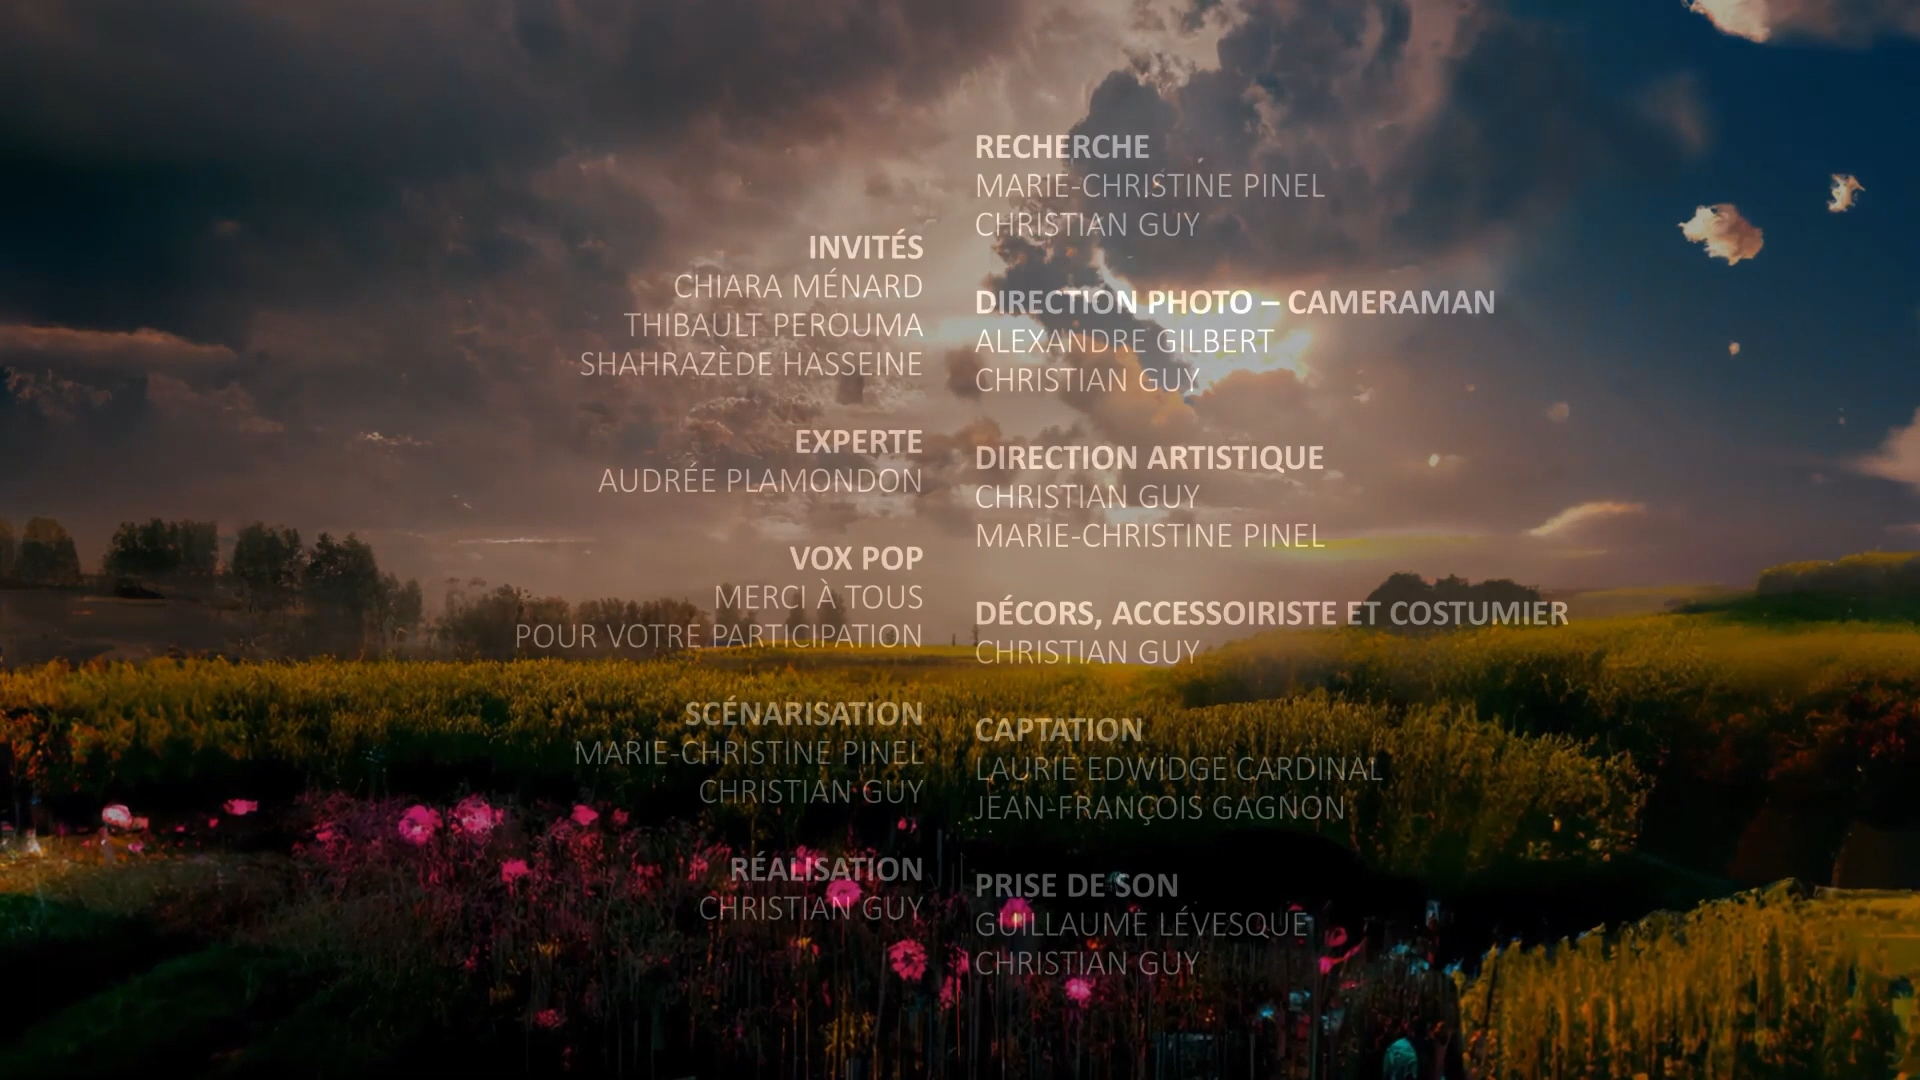 INVITÉS
CHIARA MÉNARD
THIBAULT PEROUMA
SHAHRAZÈDE HASSEINE
EXPERTE
AUDRÉE PLAMONDON
VOX POP
MERCI À TOUS
POUR VOTRE PARTICIPATION
SCÉNARISATION
MARIE-CHRISTINE PINEL
CHRISTIAN GUY
RÉALISATION
CHRISTIAN GUY
RECHERCHE
MARIE-CHRISTINE PINEL
CHRISTIAN GUY
DIRECTION PHOTO – CAMERAMAN
ALEXANDRE GILBERT
CHRISTIAN GUY
DIRECTION ARTISTIQUE
CHRISTIAN GUY
MARIE-CHRISTINE PINEL
DÉCORS, ACCESSOIRISTE ET COSTUMIER
CHRISTIAN GUY
CAPTATION
LAURIE EDWIDGE CARDINAL
JEAN-FRANÇOIS GAGNON
PRISE DE SON
GUILLAUME LÉVESQUE
CHRISTIAN GUY